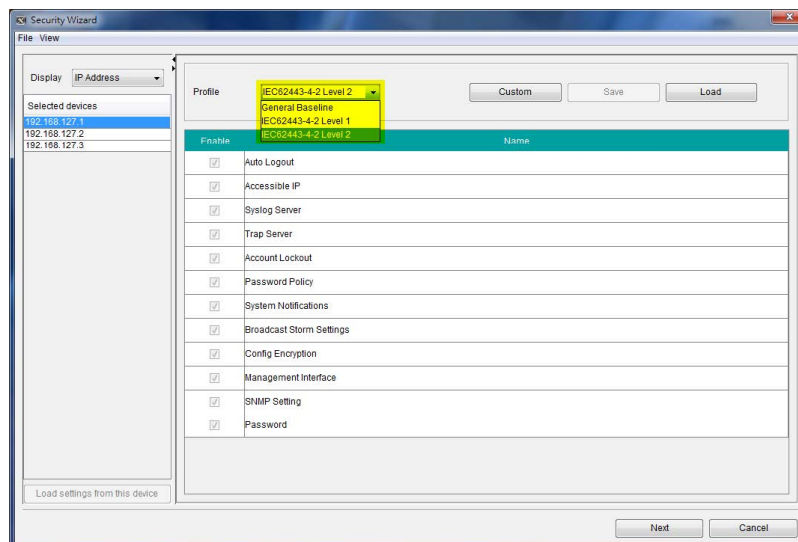 Security Wizard
File View
Display IP Address
Selected devices
192.168.127.1
192.168.127.2
192.168.127.3
Load settings from this device
Profile IEC62443-4-2 Level 2 Custom Save Load
General Baseline
IEC62443-4-2 Level 1
IEC62443-4-2 Level 2
Enable Name
Auto Logout
Accessible IP
Syslog Server
Trap Server
Account Lockout
Password Policy
System Notifications
Broadcast Storm Settings
Config Encryption
Management Interface
SNMP Setting
Password
Next Cancel